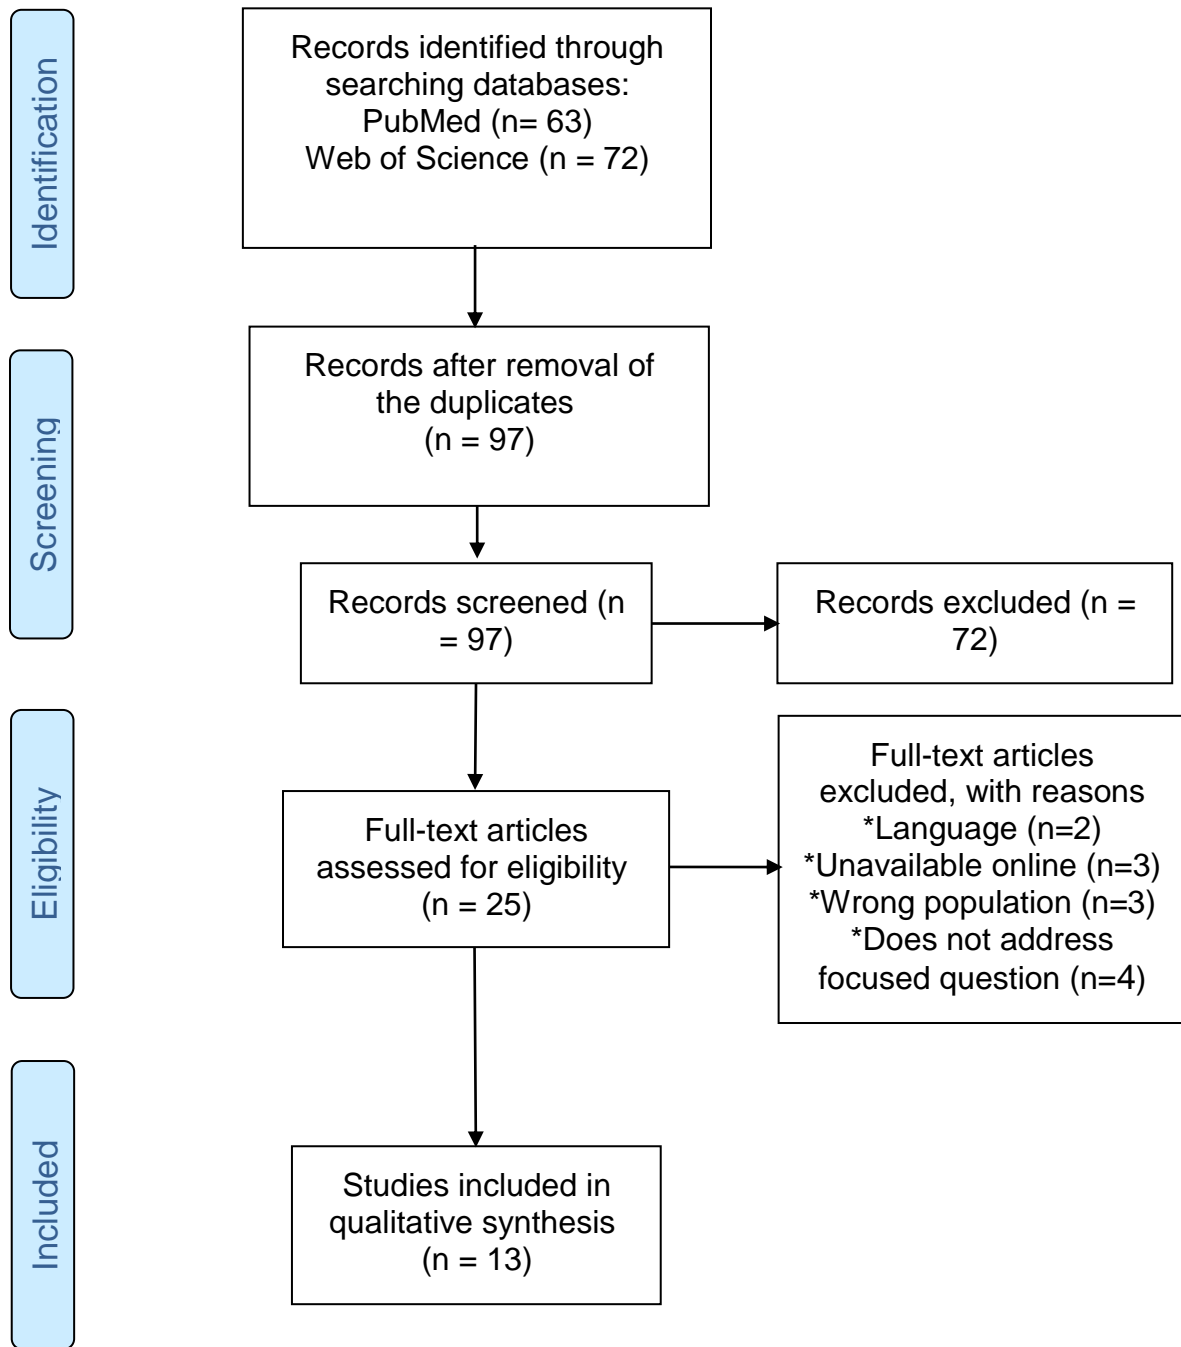 Identification
Records identified through
searching databases:
PubMed (n= 63)
Web of Science (n = 72)
Screening
Records after removal of
the duplicates
(n = 97)
Records screened (n
= 97)
Records excluded (n =
72)
Eligibility
Full-text articles
assessed for eligibility
(n = 25)
Full-text articles
excluded, with reasons
*Language (n=2)
*Unavailable online (n=3)
*Wrong population (n=3)
*Does not address
focused question (n=4)
Included
Studies included in
qualitative synthesis
(n = 13)